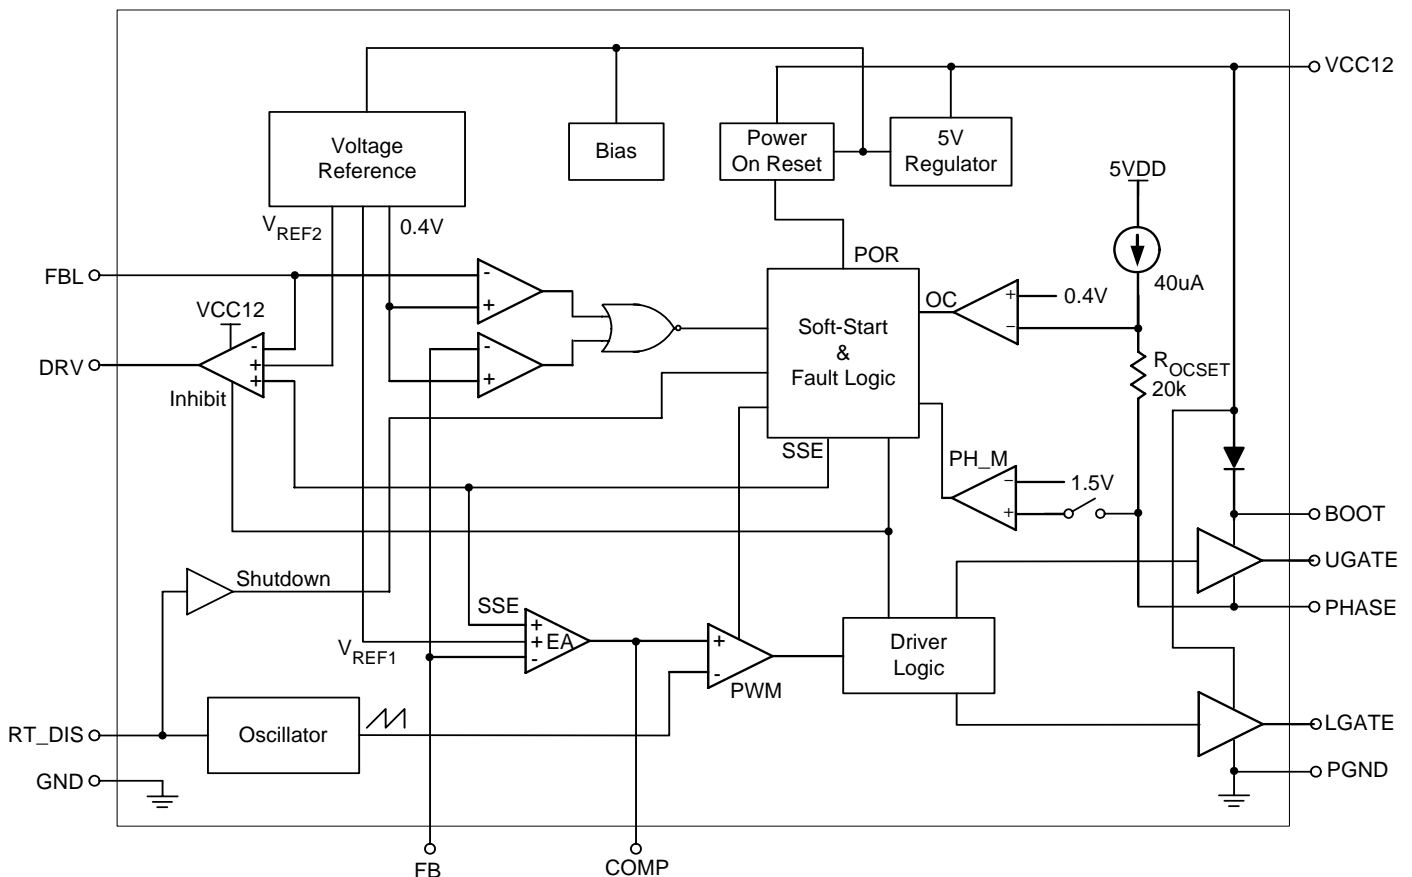 VCC12
Voltage
Reference
Bias
Power
On Reset
5V
Regulator
5VDD
VREF2
0.4V
FBL
POR
40uA
VCC12
-
+
OC
+
0.4V
−
Soft-Start
&
Fault Logic
ROCSET
20k
DRV
-
+
+
-
+
Inhibit
SSE
PH_M
−
1.5V
+
BOOT
UGATE
PHASE
Shutdown
SSE
+
+
EA
-
VREF1
+
-
PWM
Driver
Logic
RT_DIS
Oscillator
LGATE
GND
PGND
FB
COMP